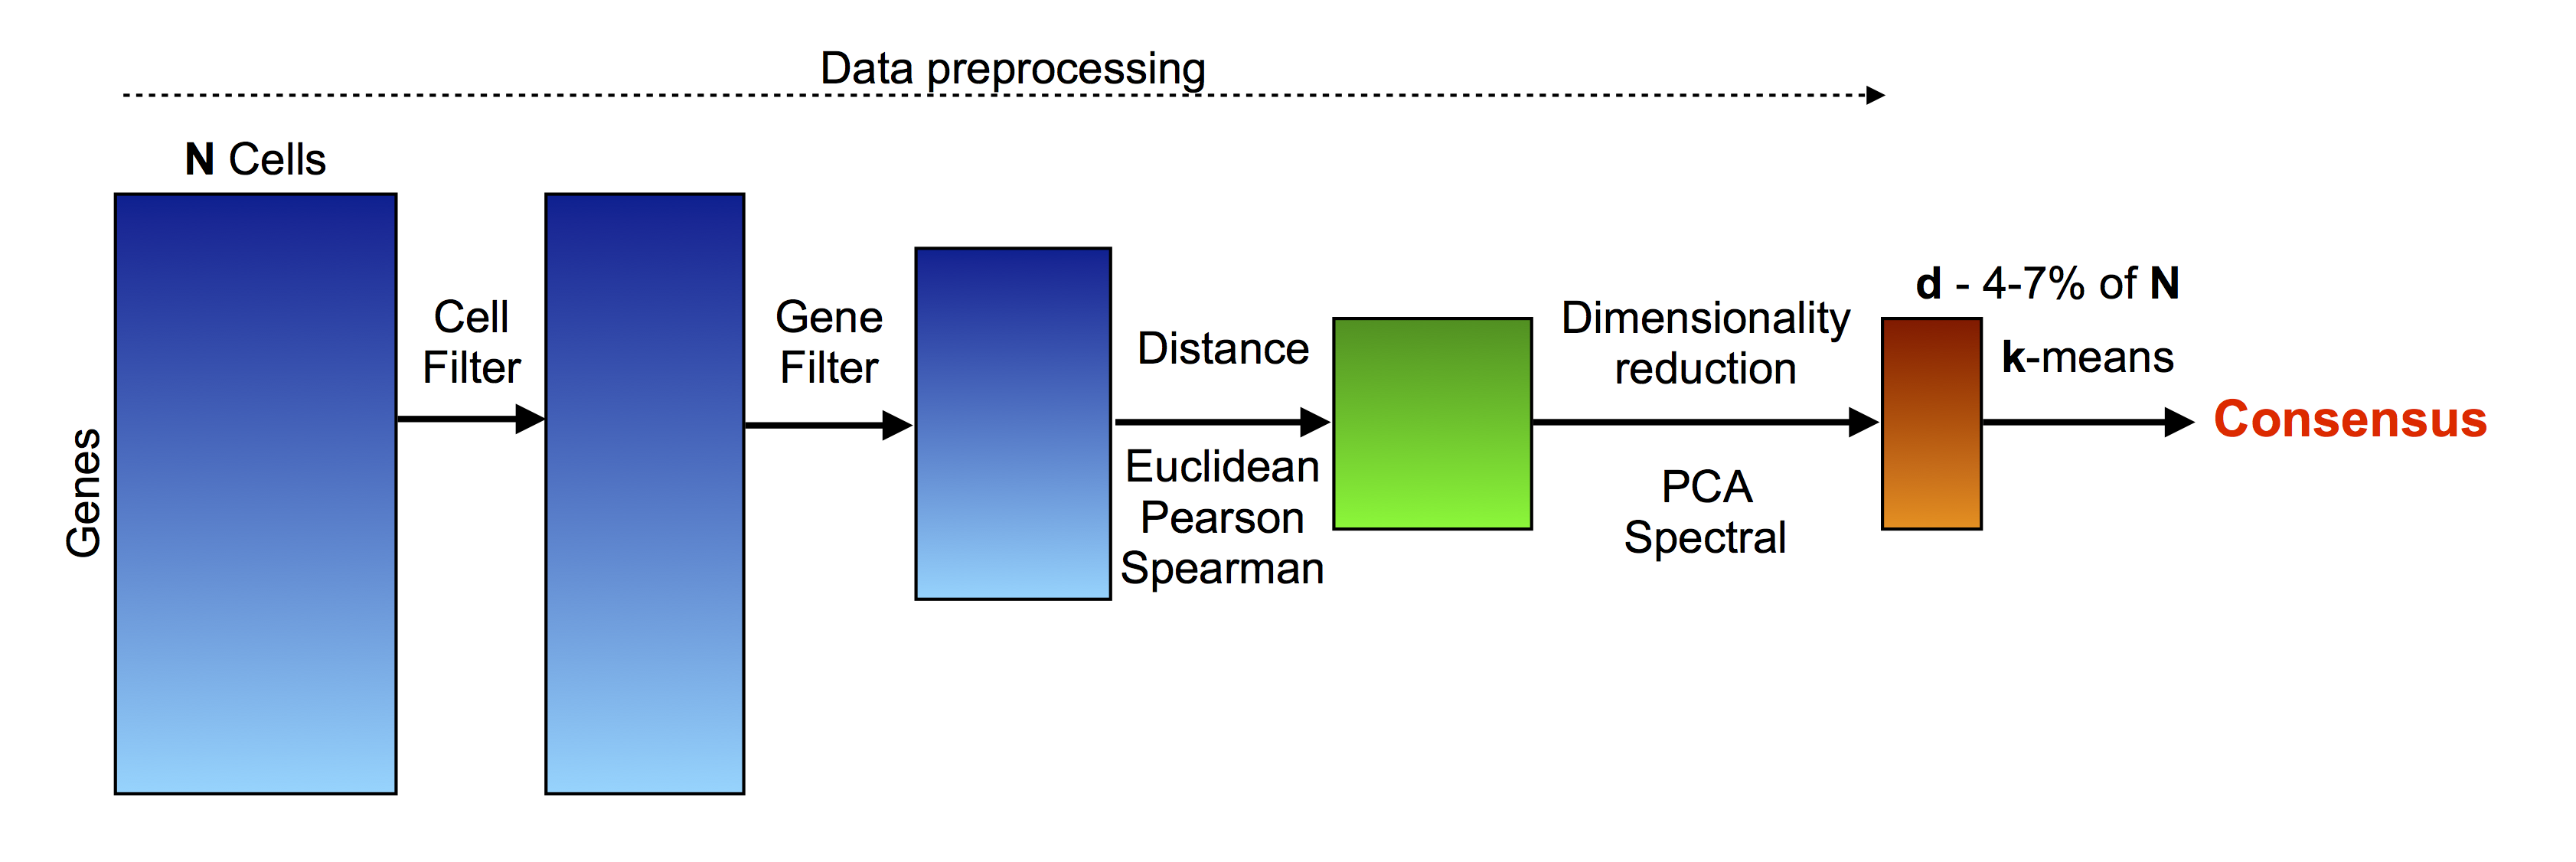 Data preprocessing
N Cells
Genes
Cell
Filter
Gene
Filter
Distance
Euclidean
Pearson
Spearman
Dimensionality
reduction
PCA
Spectral
d - 4-7% of N
k-means
Consensus